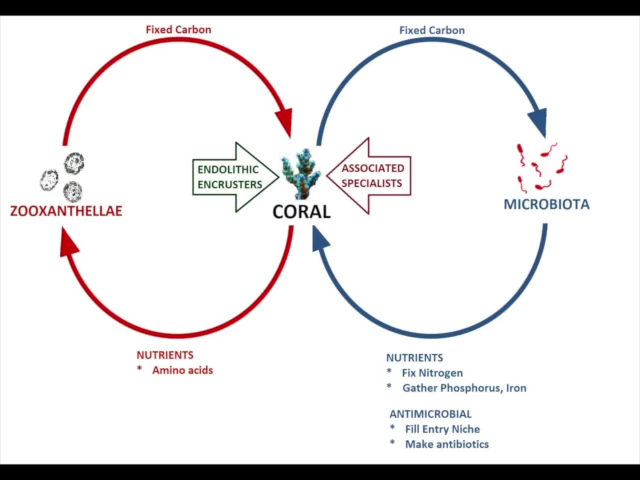 Fixed Carbon
Fixed Carbon
ENDOLITHIC
ENCRUSTERS
ASSOCIATED
SPECIALISTS
ZOOXANTHELLAE
CORAL
MICROBIOTA
NUTRIENTS
* Amino acids
NUTRIENTS
* Fix Nitrogen
* Gather Phosphorus, Iron
ANTIMICROBIAL
* Fill Entry Niche
* Make antibiotics